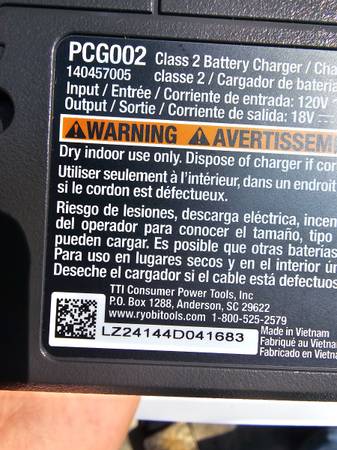 PCG002 Class 2 Battery Charger / Cha
140457005 classe 2 / Cargador de batería
Input / Entrée / Corriente de entrada: 120V
Output / Sortie / Corriente de salida: 18V
WARNING AVERTISSEM
Dry indoor use only. Dispose of charger if cor
Utiliser seulement à l'intérieur, dans un endroit
si le cordon est défectueux.
Riesgo de lesiones, descarga eléctrica, incen
del operador para conocer el tamaño, tipo
pueden cargar. Es posible que otras baterías
Para uso en lugares secos y en el interior ún
Deseche el cargador si el cable está defectuos
TTI Consumer Power Tools, Inc
P.O. Box 1288, Anderson, SC 29622
www.ryobitools.com 1-800-525-2579
LZ24144D041683
Made in Vietnam
Fabriqué au Vietnam
Fabricado en Vietnam